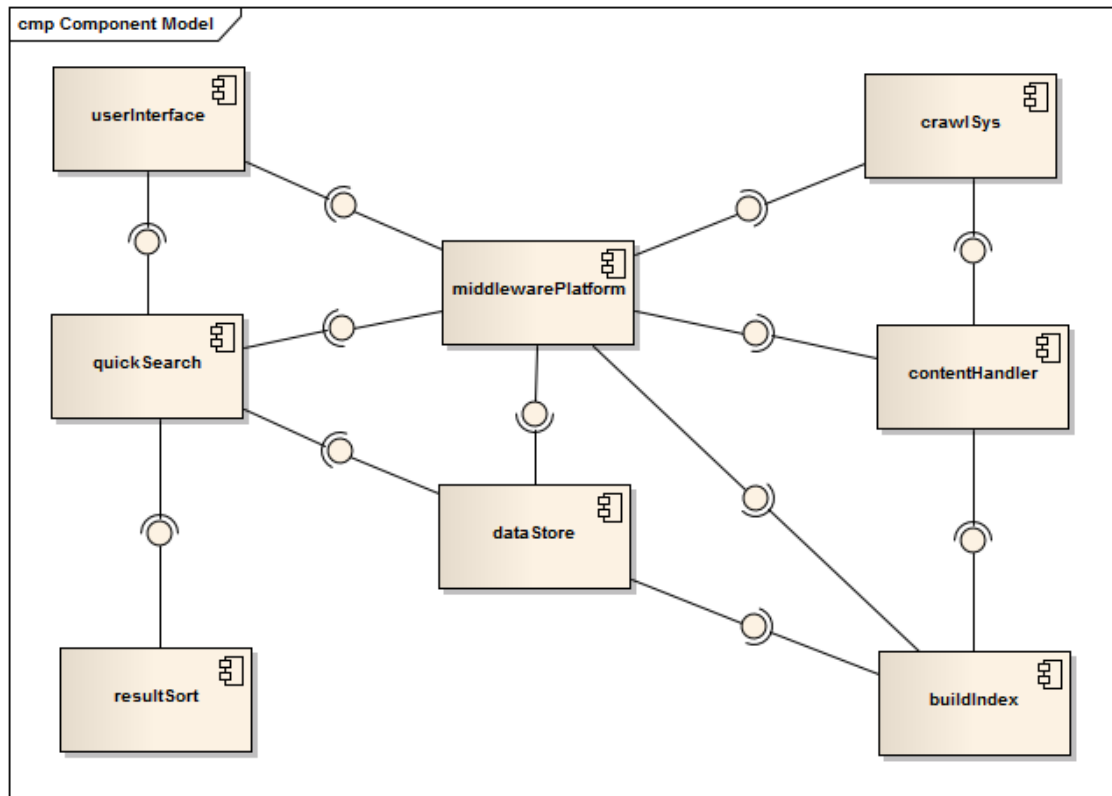 cmp Component Model
userInterface
crawlSys
middlewarePlatform
quickSearch
contentHandler
dataStore
resultSort
buildIndex